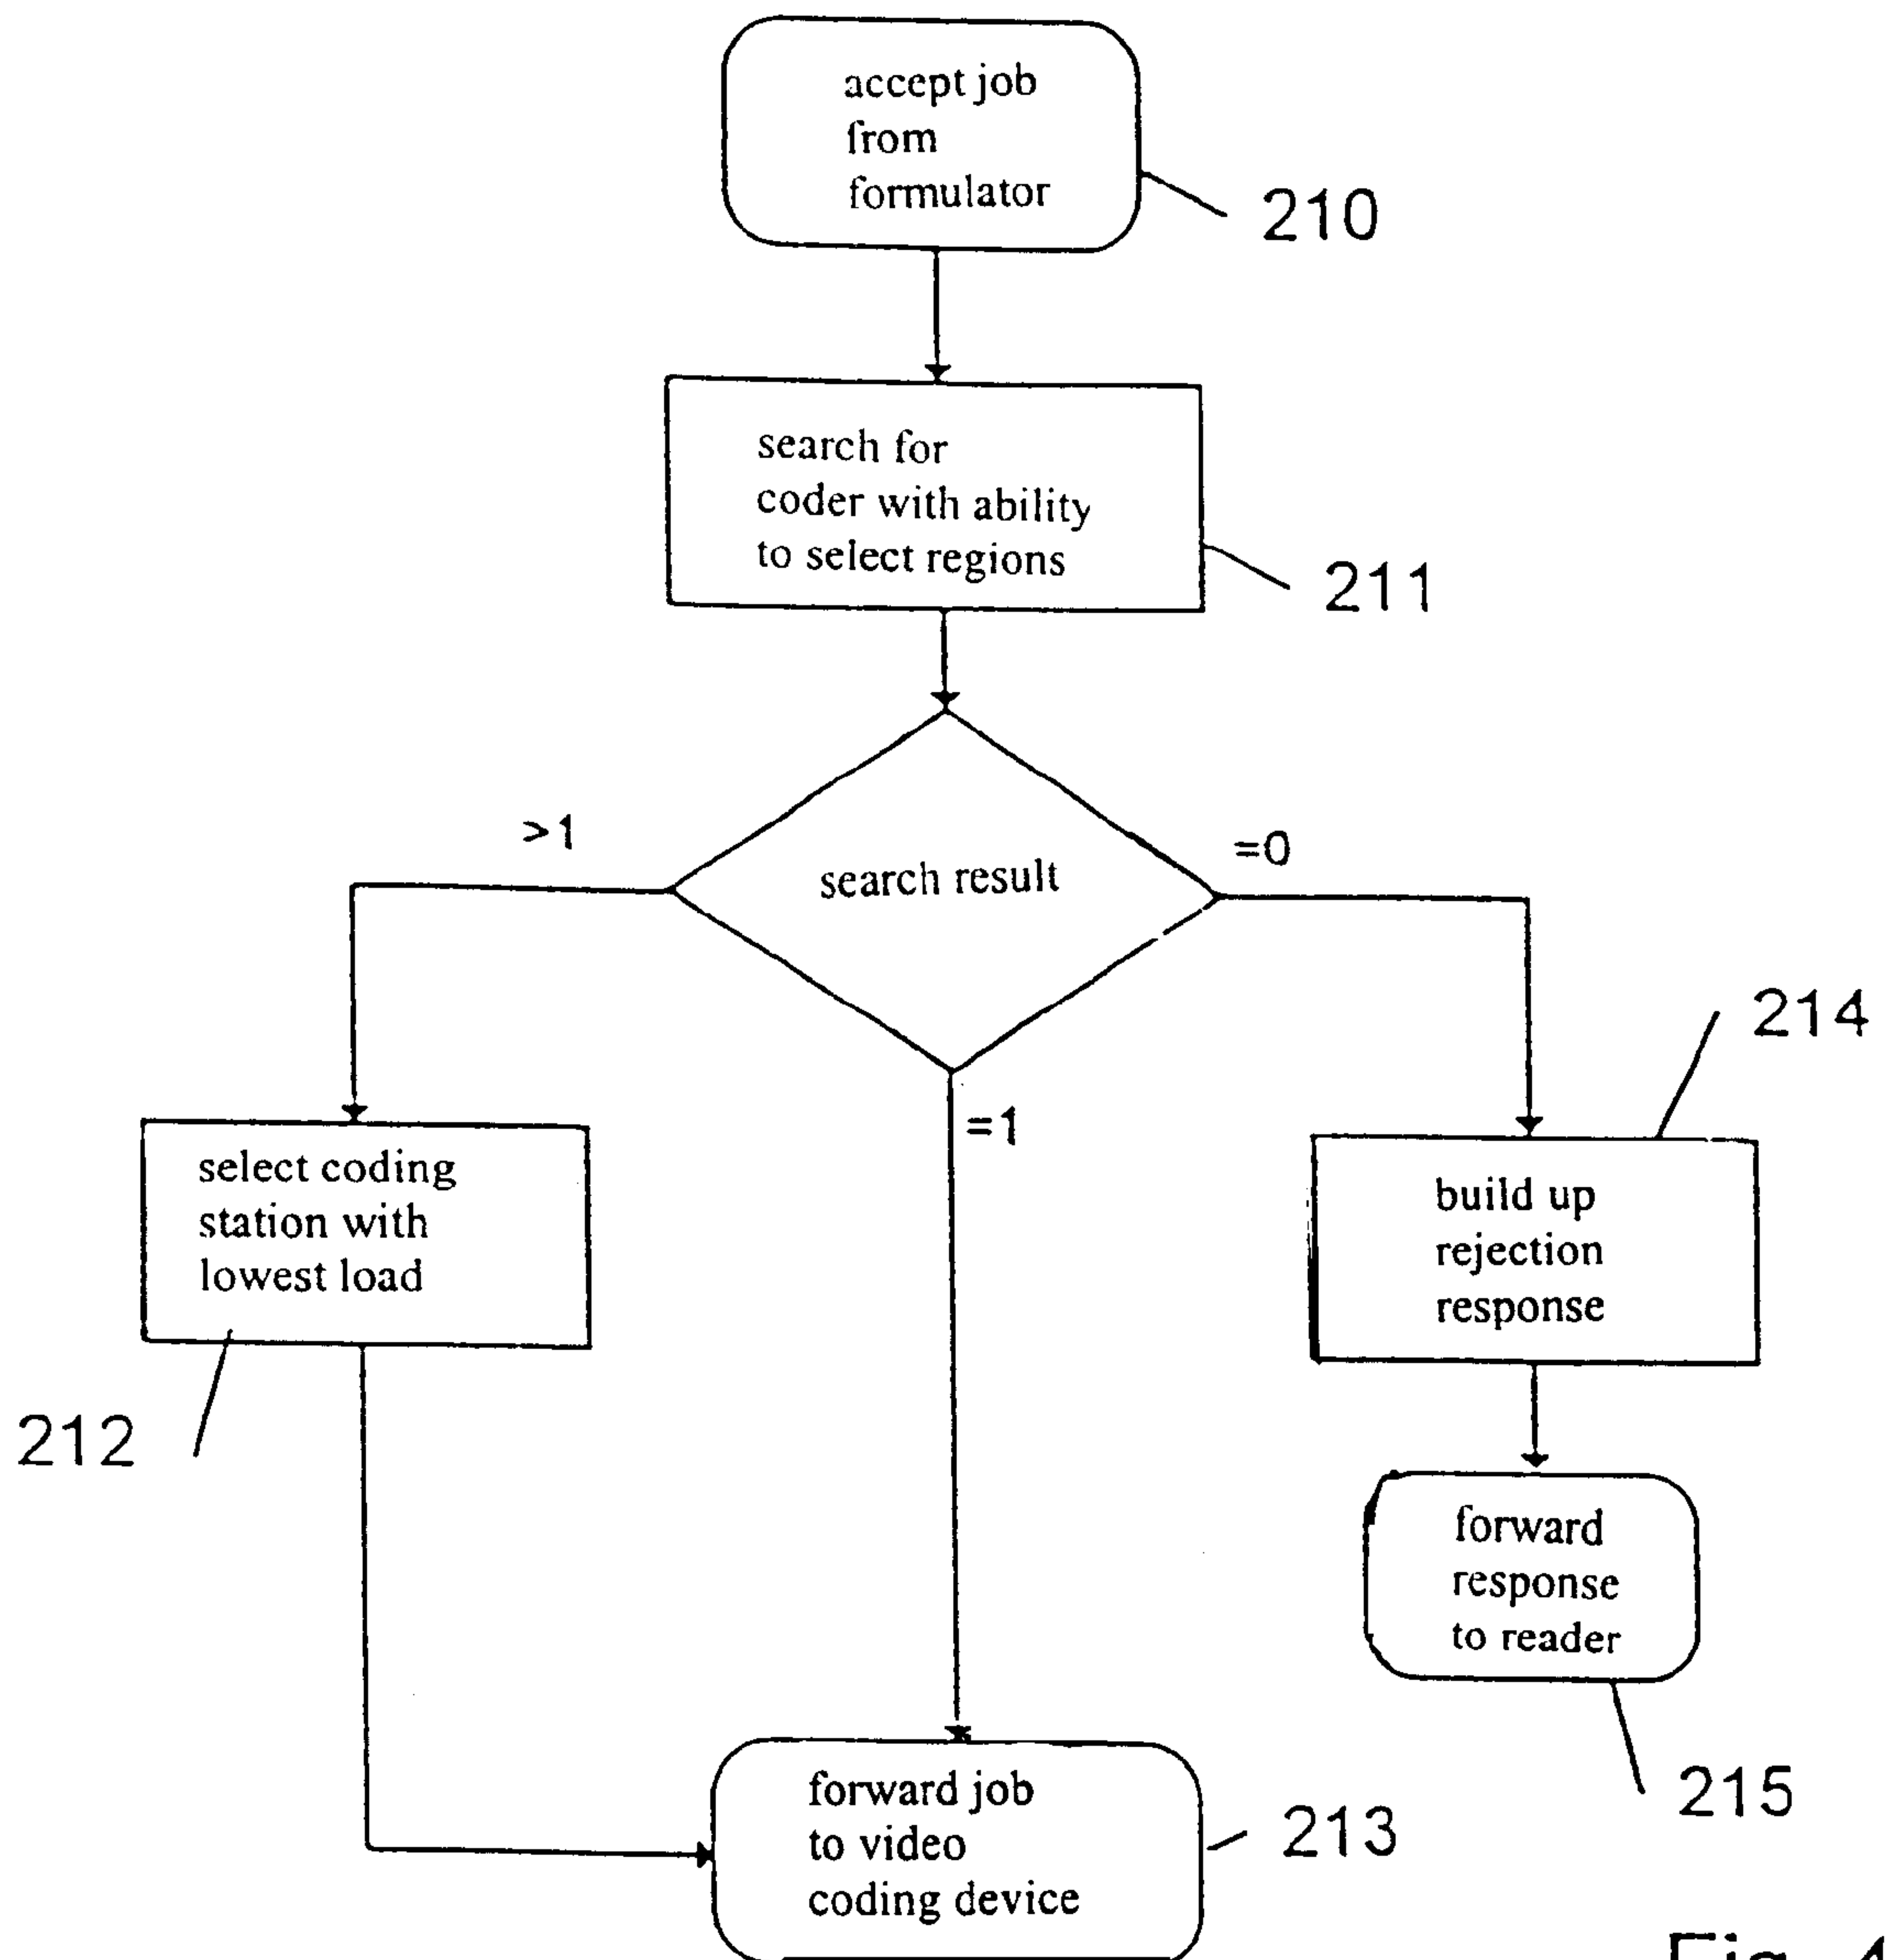 accept job
from
formulator
210
search for
coder with ability
to select regions
211
search result
>1
=0
=1
214
select coding
station with
lowest load
212
build up
rejection
response
forward
response
to reader
215
forward job
to video
coding device
213
Fig. 4